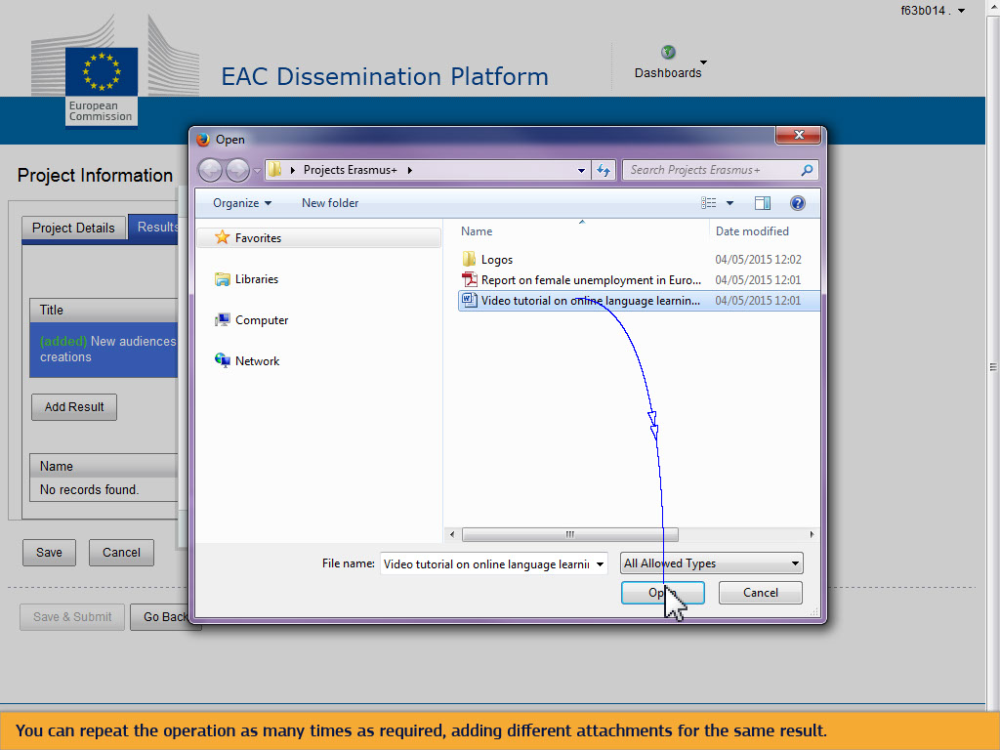 f63b014 .
EAC Dissemination Platform
Dashboards
European
Commission
Project Information
Project Details
Results
Title
(added) New audiences
creations
Add Result
Name
No records found.
Save
Cancel
Save & Submit
Go Back
Open
Projects Erasmus+
Search Projects Erasmus+
Organize
New folder
Favorites
Libraries
Computer
Network
Name
Date modified
Logos
04/05/2015 12:02
Report on female unemployment in Euro...
04/05/2015 12:01
Video tutorial on online language learnin...
04/05/2015 12:01
File name:
Video tutorial on online language learnin
All Allowed Types
Open
Cancel
You can repeat the operation as many times as required, adding different attachments for the same result.